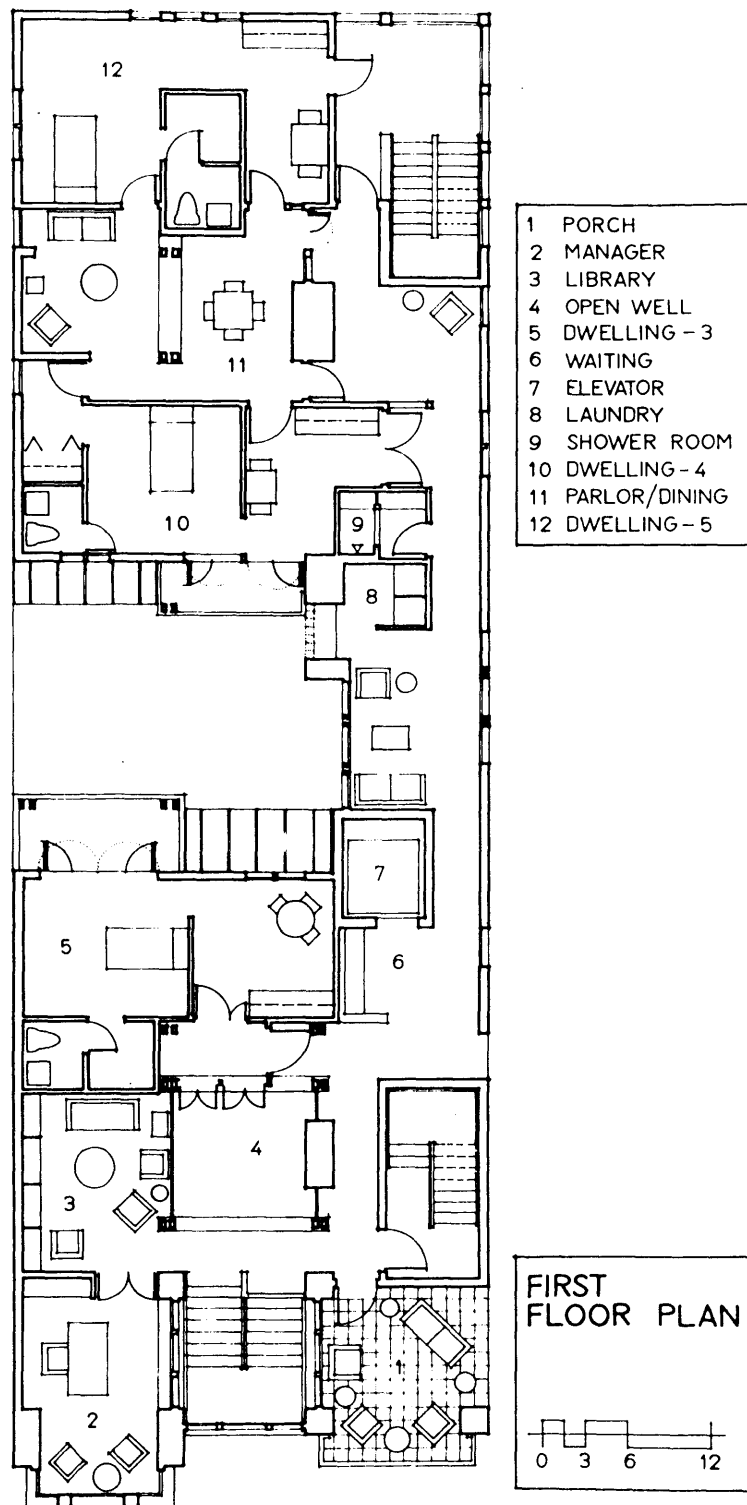 12
11
10
9
8
7
6
5
4
3
2
1
1 PORCH
2 MANAGER
3 LIBRARY
4 OPEN WELL
5 DWELLING-3
6 WAITING
7 ELEVATOR
8 LAUNDRY
9 SHOWER ROOM
10 DWELLING-4
11 PARLOR/DINING
12 DWELLING-5
FIRST
FLOOR PLAN
0 3 6 12